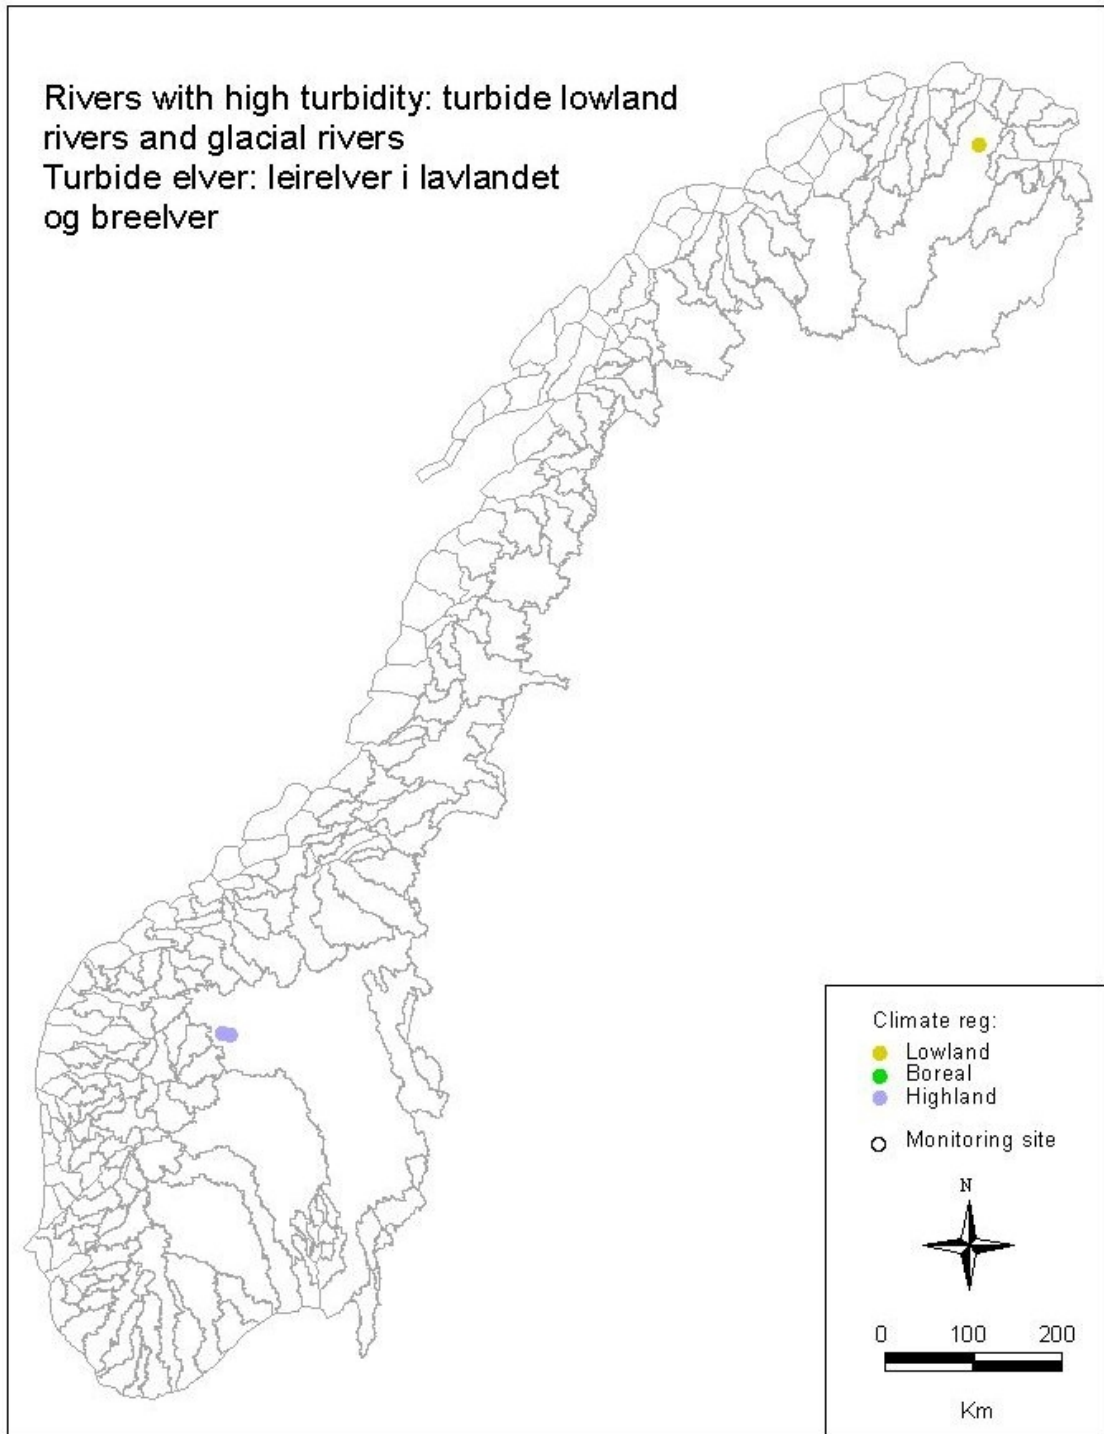 Rivers with high turbidity: turbide lowland
rivers and glacial rivers
Turbide elver: leirelver i lavlandet
og breelver
Climate reg:
Lowland
Boreal
Highland
Monitoring site
N
0 100 200
Km